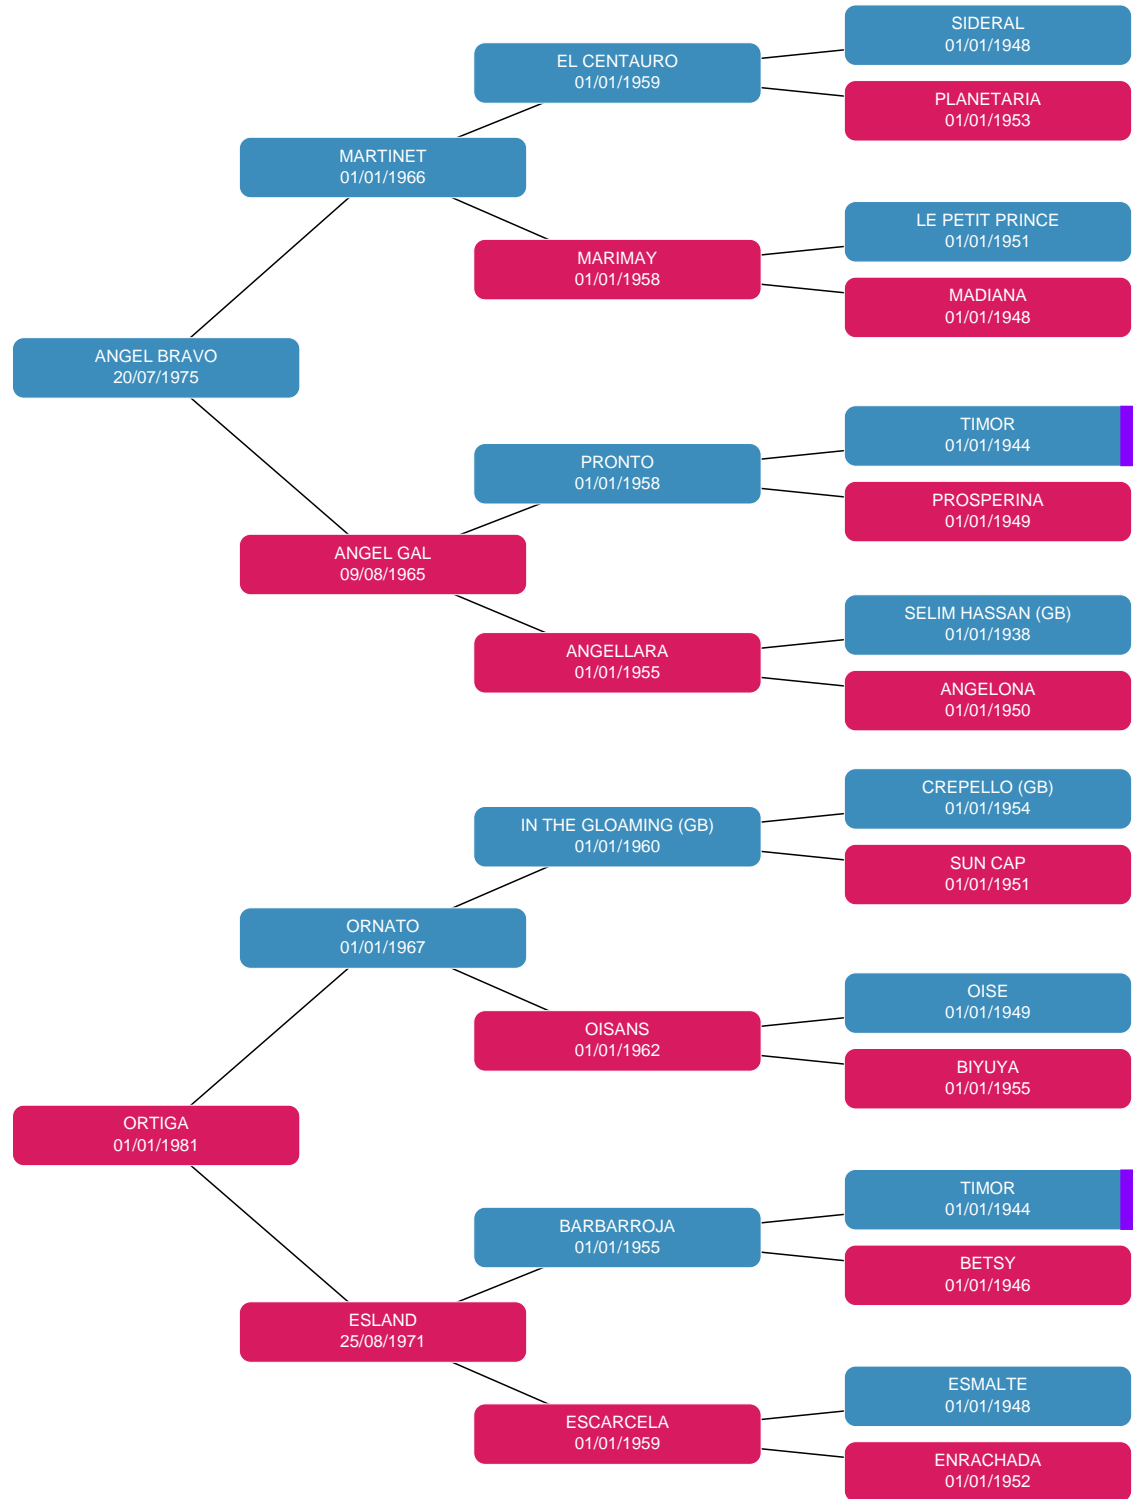 SIDERAL
01/01/1948
EL CENTAURO
01/01/1959
PLANETARIA
01/01/1953
MARTINET
01/01/1966
LE PETIT PRINCE
01/01/1951
MARIMAY
01/01/1958
MADIANA
01/01/1948
ANGEL BRAVO
20/07/1975
TIMOR
01/01/1944
PRONTO
01/01/1958
PROSPERINA
01/01/1949
ANGEL GAL
09/08/1965
SELIM HASSAN (GB)
01/01/1938
ANGELLARA
01/01/1955
ANGELONA
01/01/1950
CREPELLO (GB)
01/01/1954
IN THE GLOAMING (GB)
01/01/1960
SUN CAP
01/01/1951
ORNATO
01/01/1967
OISE
01/01/1949
OISANS
01/01/1962
BIYUYA
01/01/1955
ORTIGA
01/01/1981
TIMOR
01/01/1944
BARBARROJA
01/01/1955
BETSY
01/01/1946
ESLAND
25/08/1971
ESMALTE
01/01/1948
ESCARCELA
01/01/1959
ENRACHADA
01/01/1952